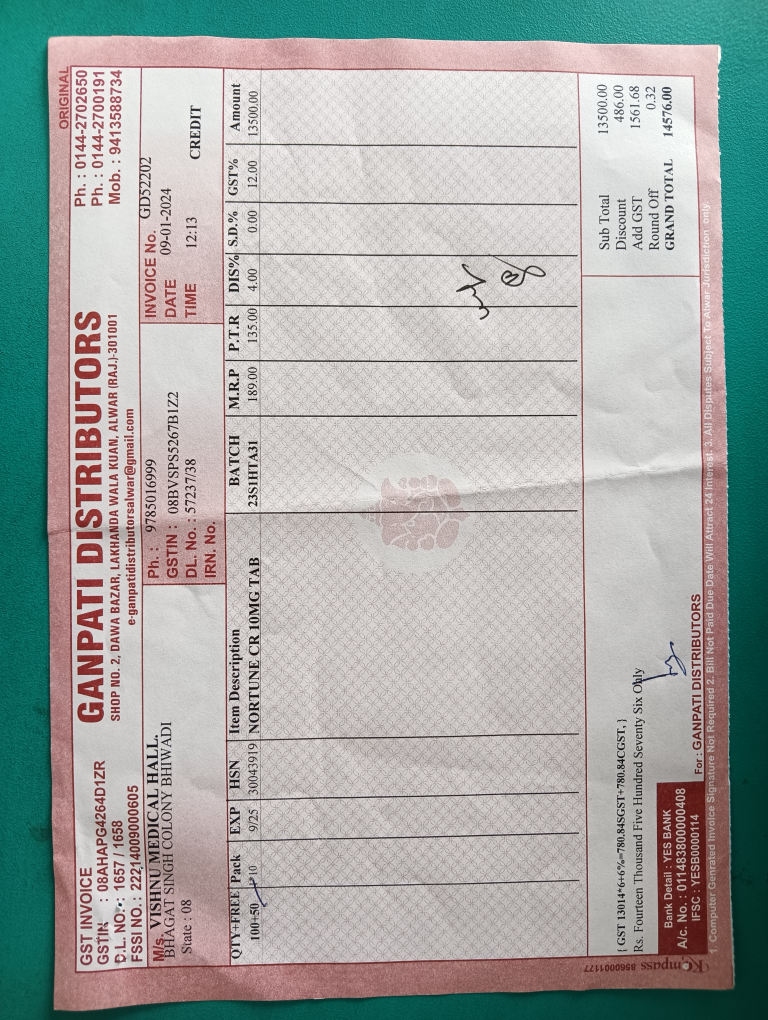 ORIGINAL
GST INVOICE
GSTIN : 08AHAPG4264D1ZR
D.L. No. : 1657 / 1658
FSSI NO. : 22214009000605
GANPATI DISTRIBUTORS
SHOP NO. 2, DAWA BAZAR, LAKHANDA WALA KUAN, ALWAR (RAJ.)-301001
e-ganpatidistributorsalwar@gmail.com
Ph. : 0144-2702650
Ph. : 0144-2700191
Mob. : 9413588734
M/s. VISHNU MEDICAL HALL.
BHAGAT SINGH COLONY BHIWADI
State : 08
Ph. : 9785016999
GSTIN : 08BVSPS5267B1Z2
DL. No. : 57237/38
IRN. No.
INVOICE No. GD52202
DATE 09-01-2024
TIME 12:13 CREDIT
QTY+FREE Pack EXP HSN Item Description BATCH M.R.P P.T.R DIS% S.D.% GST% Amount
100+50 10 9/25 30043919 NORTUNE CR 10MG TAB 23S1HTA31 189.00 135.00 4.00 0.00 12.00 13500.00
Sub Total 13500.00
Discount 486.00
Add GST 1561.68
Round Off 0.32
GRAND TOTAL 14576.00
{ GST 13014*6+6%=780.84SGST+780.84CGST, }
Rs. Fourteen Thousand Five Hundred Seventy Six Only
Bank Detail : YES BANK
A/c. No. : 01148380000408
IFSC : YESB0000114
For : GANPATI DISTRIBUTORS
Computer Genrated Invoice Signature Not Required 2. Bill Not Paid Due Date Will Attract 24 Interest. 3. All Disputes Subject To Alwar Jurisdiction only.
Kompass 8560001177